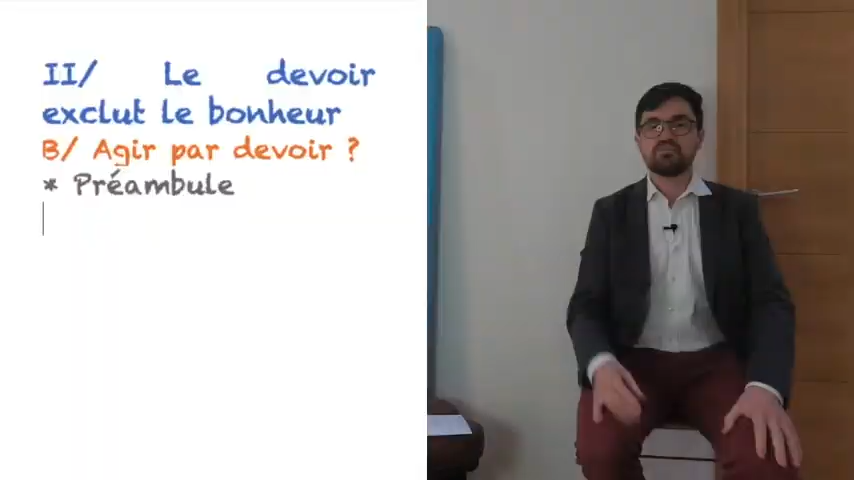 II/ Le devoir
exclut le bonheur
B/ Agir par devoir ?
* Préambule